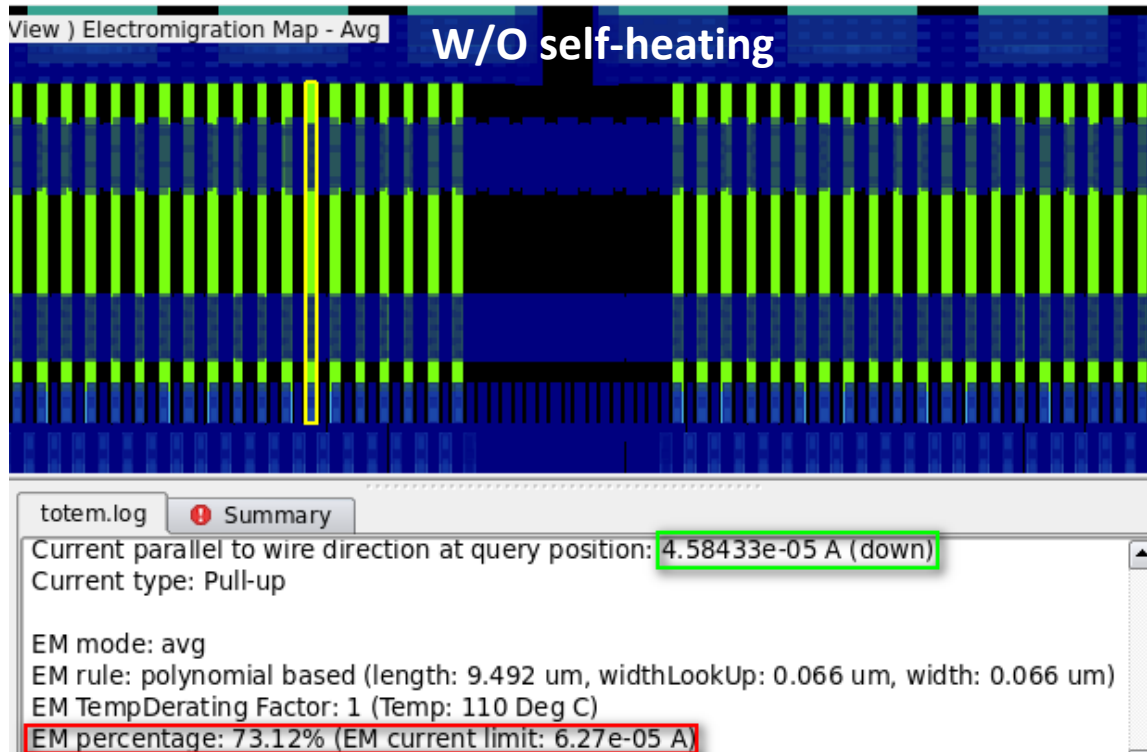 View ) Electromigration Map - Avg
W/O self-heating
totem.log
Summary
Current parallel to wire direction at query position: 4.58433e-05 A (down)
Current type: Pull-up
EM mode: avg
EM rule: polynomial based (length: 9.492 um, widthLookUp: 0.066 um, width: 0.066 um)
EM TempDerating Factor: 1 (Temp: 110 Deg C)
EM percentage: 73.12% (EM current limit: 6.27e-05 A)